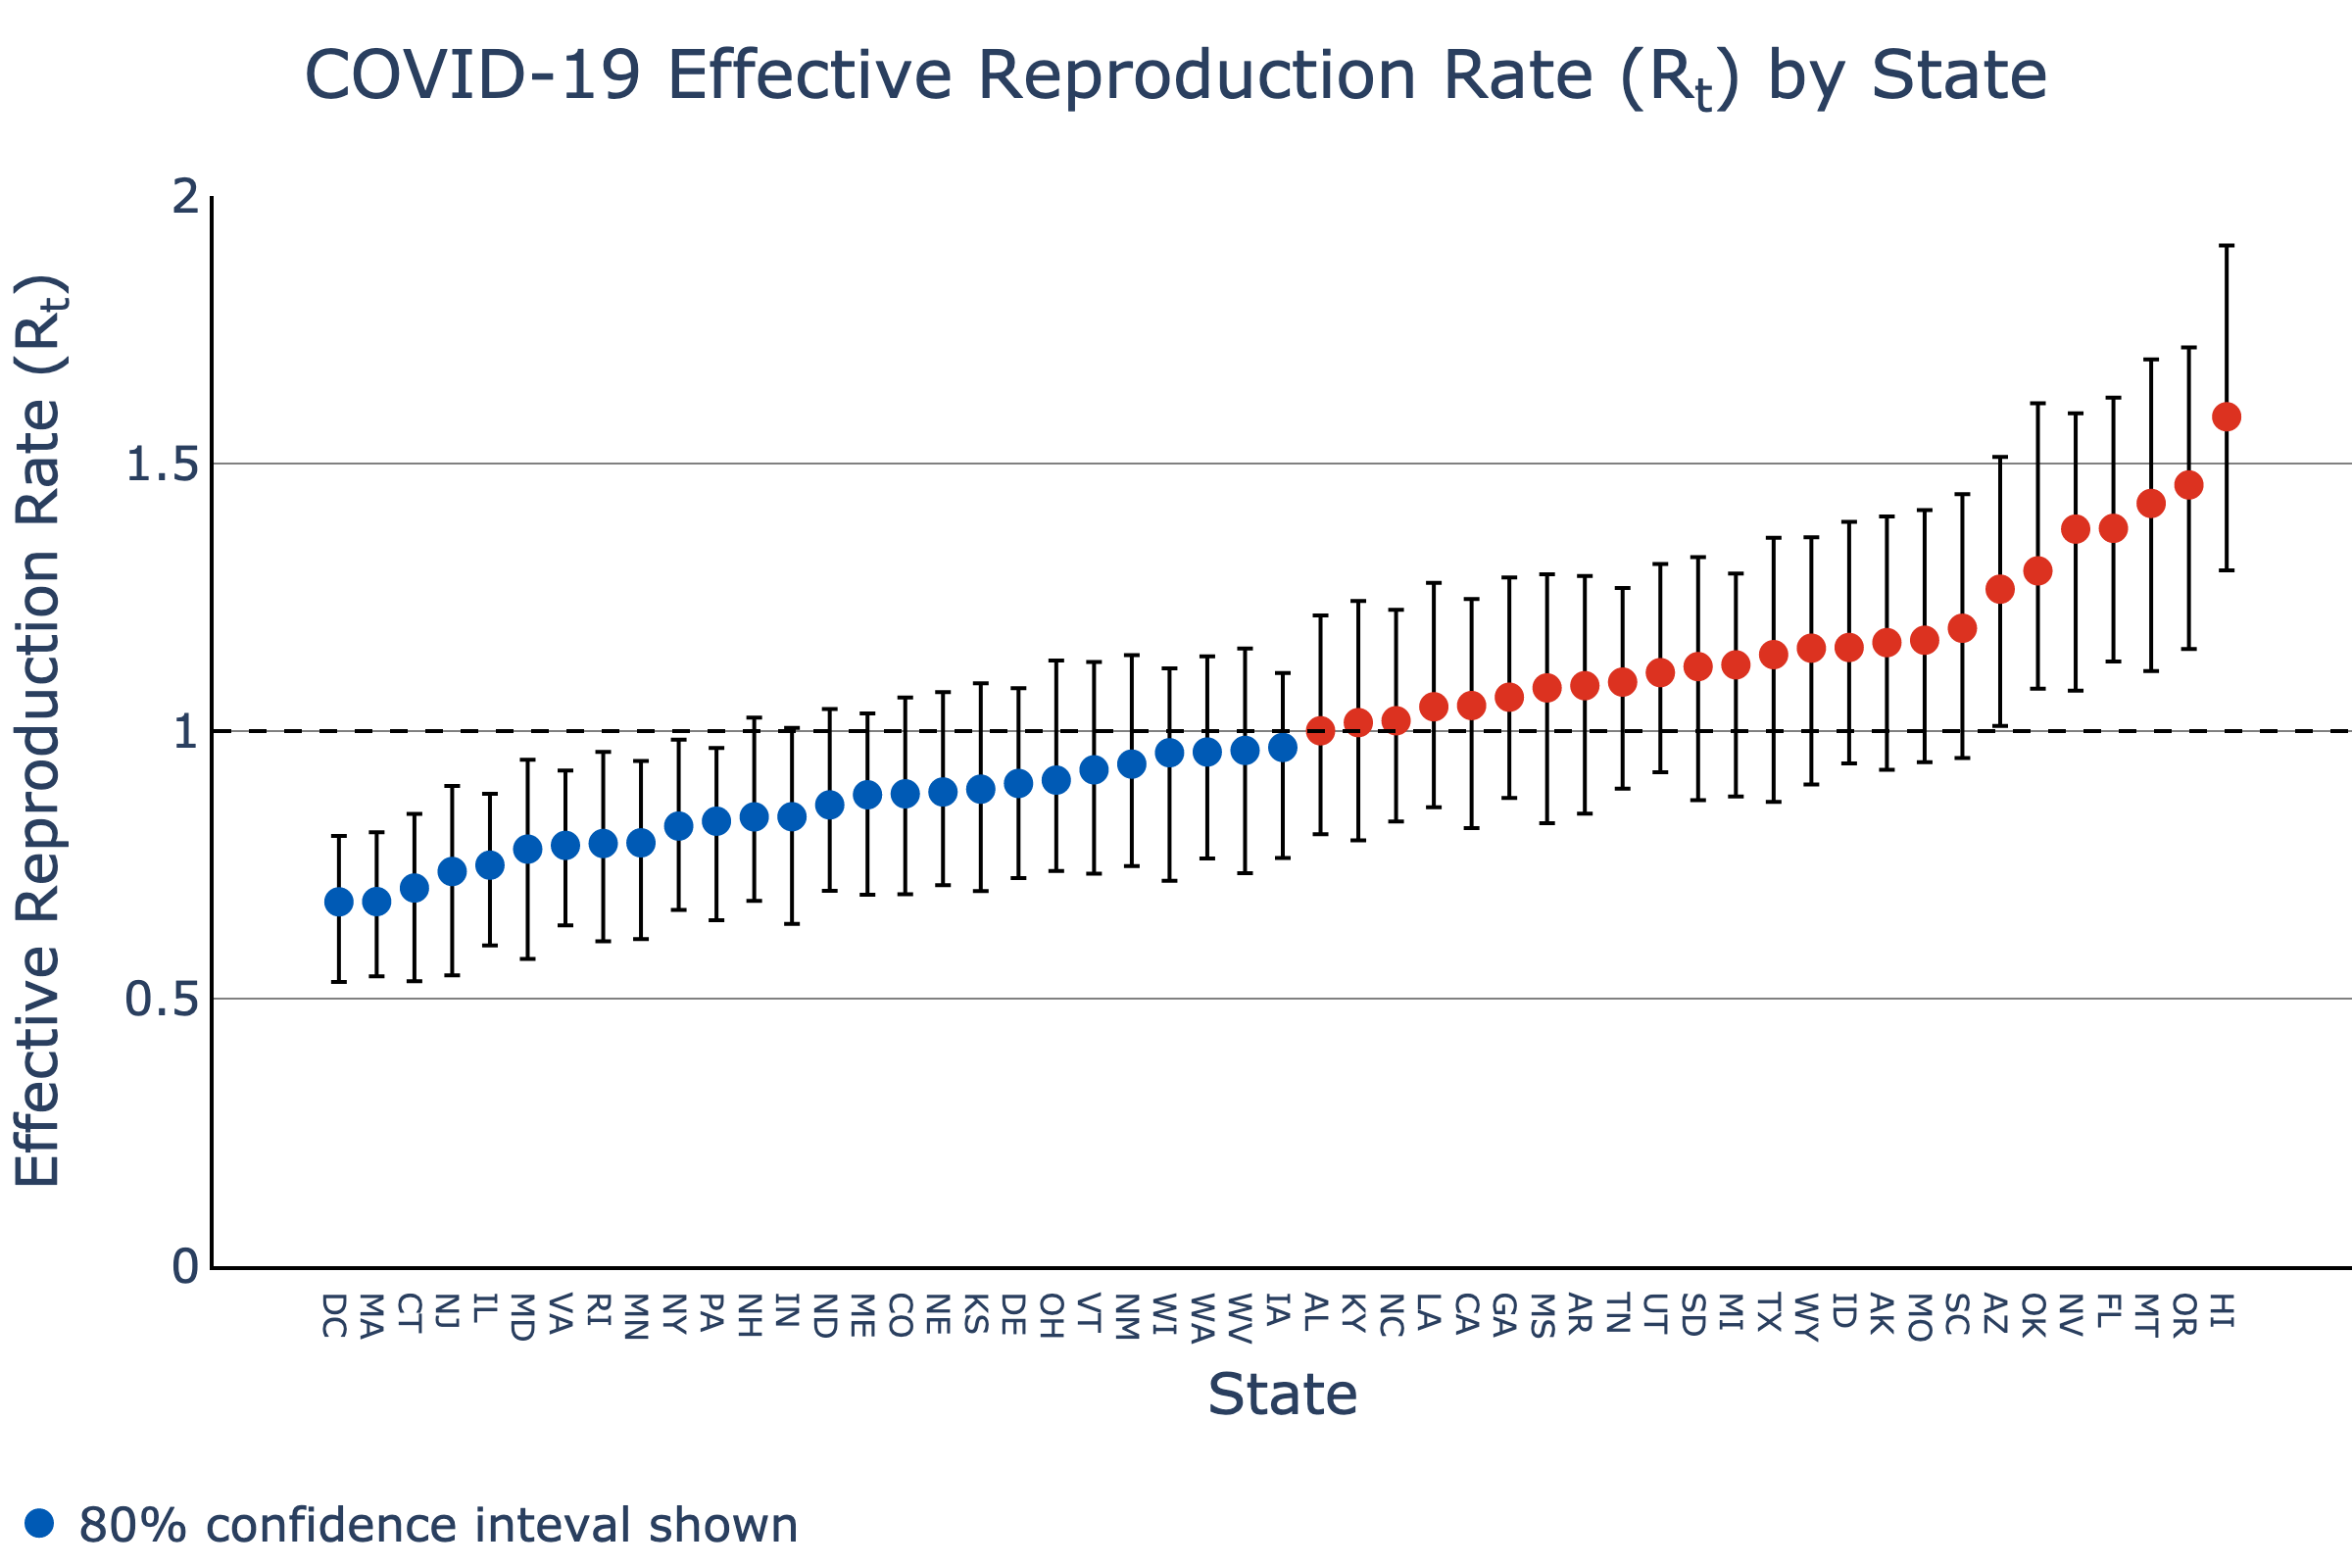 COVID-19 Effective Reproduction Rate (Rt) by State
Effective Reproduction Rate (Rt)
2
1.5
1
0.5
0
DC MA CT NJ IL MD VA RI MN NY PA NH IN ND ME CO NE KS DE OH VT NM WI WA WV IA AL KY NC LA CA GA MS AR TN UT SD MI TX WY ID AK MO SC AZ OK NV FL MT OR HI
State
80% confidence inteval shown